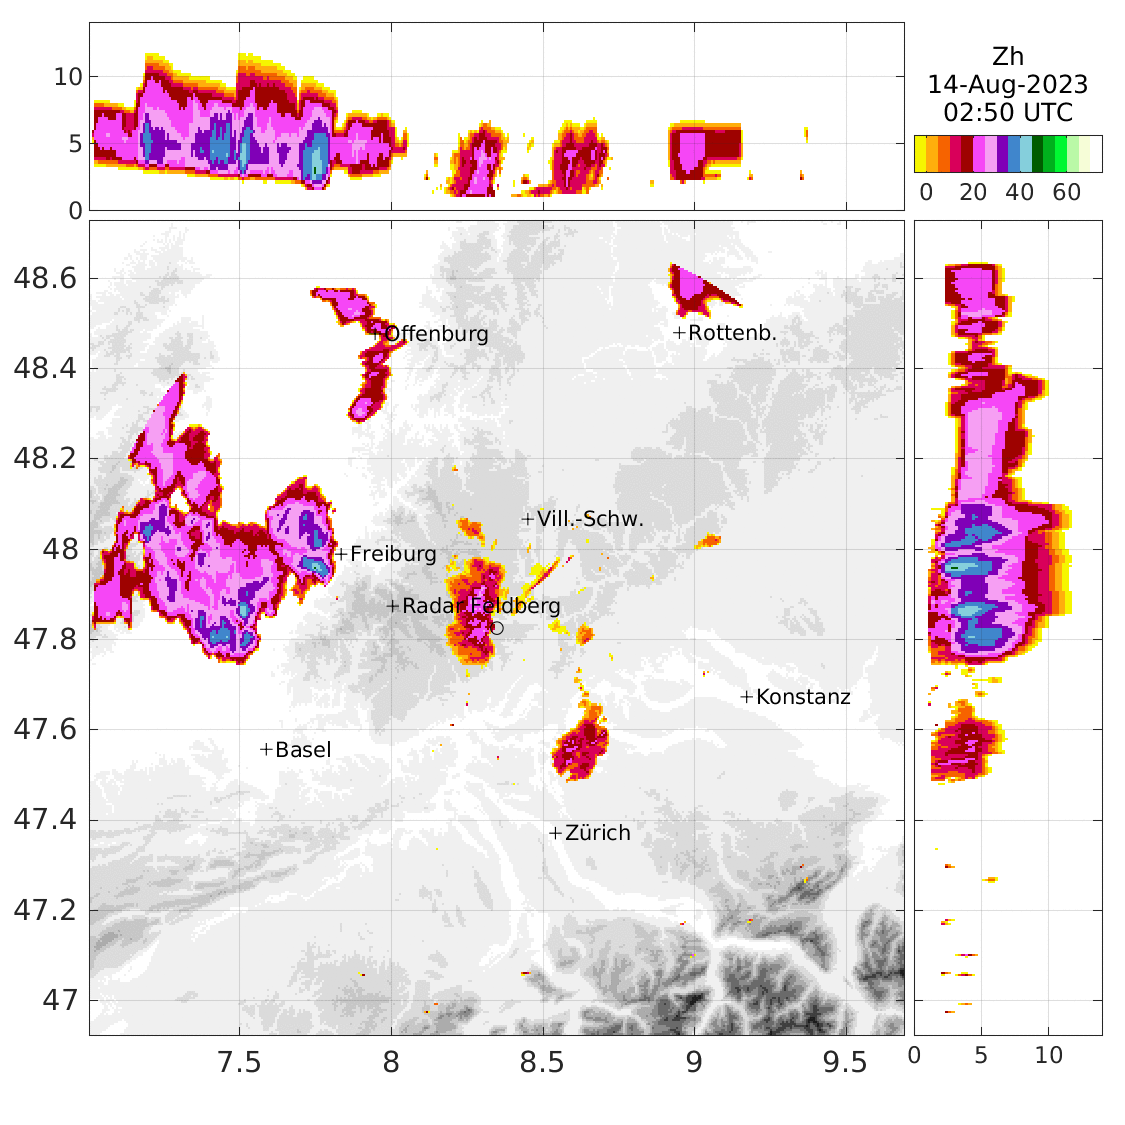 10
5
0
Zh
14-Aug-2023
02:50 UTC
0 20 40 60
48.6
48.4
48.2
48
47.8
47.6
47.4
47.2
47
Offenburg
Rottenb.
Vill.-Schw.
Freiburg
Radar Feldberg
Konstanz
Basel
Zürich
7.5 8 8.5 9 9.5
0 5 10